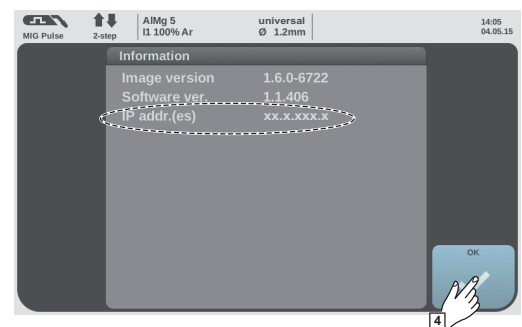 MIG Pulse
2-step
AlMg 5
I1 100% Ar
universal
Ø 1.2mm
14:05
04.05.15
Information
Image version 1.6.0-6722
Software ver. 1.1.406
IP addr.(es) xx.x.xxx.x
OK
4